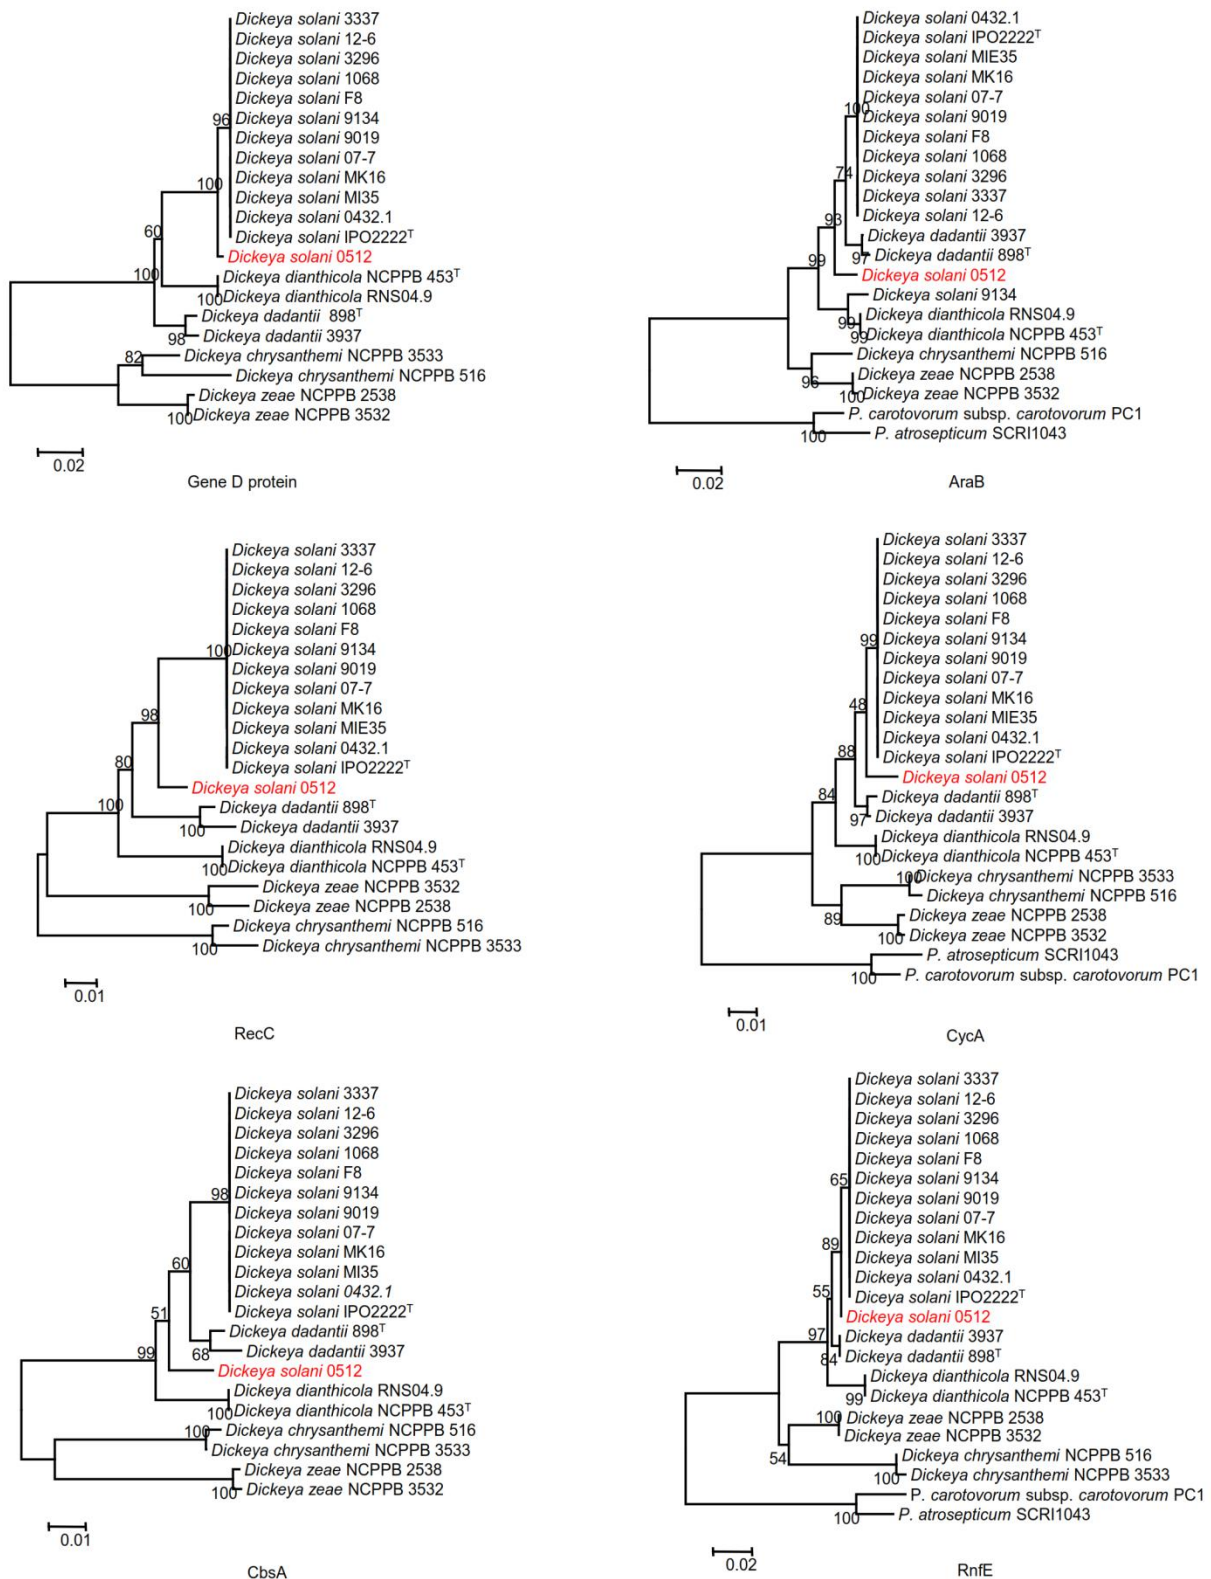 Dickeya solani 3337
Dickeya solani 12-6
Dickeya solani 3296
Dickeya solani 1068
Dickeya solani F8
96
Dickeya solani 9134
Dickeya solani 9019
Dickeya solani 07-7
Dickeya solani MK16
100
Dickeya solani MI35
Dickeya solani 0432.1
60
Dickeya solani IPO2222ᵀ
Dickeya solani 0512
100
Dickeya dianthicola NCPPB 453ᵀ
100
Dickeya dianthicola RNS04.9
Dickeya dadantii 898ᵀ
98
Dickeya dadantii 3937
82
Dickeya chrysanthemi NCPPB 3533
Dickeya chrysanthemi NCPPB 516
Dickeya zeae NCPPB 2538
100
Dickeya zeae NCPPB 3532
0.02
Gene D protein
Dickeya solani 0432.1
Dickeya solani IPO2222ᵀ
Dickeya solani MIE35
Dickeya solani MK16
Dickeya solani 07-7
100
Dickeya solani 9019
Dickeya solani F8
Dickeya solani 1068
74
Dickeya solani 3296
Dickeya solani 3337
93
Dickeya solani 12-6
Dickeya dadantii 3937
97
Dickeya dadantii 898ᵀ
99
Dickeya solani 0512
Dickeya solani 9134
99
Dickeya dianthicola RNS04.9
99
Dickeya dianthicola NCPPB 453ᵀ
Dickeya chrysanthemi NCPPB 516
96
Dickeya zeae NCPPB 2538
100
Dickeya zeae NCPPB 3532
P. carotovorum subsp. carotovorum PC1
100
P. atrosepticum SCRI1043
0.02
AraB
Dickeya solani 3337
Dickeya solani 12-6
Dickeya solani 3296
Dickeya solani 1068
Dickeya solani F8
100
Dickeya solani 9134
Dickeya solani 9019
Dickeya solani 07-7
98
Dickeya solani MK16
Dickeya solani MIE35
Dickeya solani 0432.1
80
Dickeya solani IPO2222ᵀ
Dickeya solani 0512
100
Dickeya dadantii 898ᵀ
100
Dickeya dadantii 3937
Dickeya dianthicola RNS04.9
100
Dickeya dianthicola NCPPB 453ᵀ
Dickeya zeae NCPPB 3532
100
Dickeya zeae NCPPB 2538
Dickeya chrysanthemi NCPPB 516
100
Dickeya chrysanthemi NCPPB 3533
0.01
RecC
Dickeya solani 3337
Dickeya solani 12-6
Dickeya solani 3296
Dickeya solani 1068
Dickeya solani F8
99
Dickeya solani 9134
Dickeya solani 9019
Dickeya solani 07-7
48
Dickeya solani MK16
Dickeya solani MIE35
Dickeya solani 0432.1
88
Dickeya solani IPO2222ᵀ
Dickeya solani 0512
84
Dickeya dadantii 898ᵀ
97
Dickeya dadantii 3937
Dickeya dianthicola RNS04.9
100
Dickeya dianthicola NCPPB 453ᵀ
100
Dickeya chrysanthemi NCPPB 3533
Dickeya chrysanthemi NCPPB 516
89
Dickeya zeae NCPPB 2538
100
Dickeya zeae NCPPB 3532
P. atrosepticum SCRI1043
100
P. carotovorum subsp. carotovorum PC1
0.01
CycA
Dickeya solani 3337
Dickeya solani 12-6
Dickeya solani 3296
Dickeya solani 1068
Dickeya solani F8
98
Dickeya solani 9134
Dickeya solani 9019
Dickeya solani 07-7
60
Dickeya solani MK16
Dickeya solani MI35
Dickeya solani 0432.1
51
Dickeya solani IPO2222ᵀ
Dickeya dadantii 898ᵀ
68
Dickeya dadantii 3937
99
Dickeya solani 0512
Dickeya dianthicola RNS04.9
100
Dickeya dianthicola NCPPB 453ᵀ
100
Dickeya chrysanthemi NCPPB 516
Dickeya chrysanthemi NCPPB 3533
Dickeya zeae NCPPB 2538
100
Dickeya zeae NCPPB 3532
0.01
CbsA
Dickeya solani 3337
Dickeya solani 12-6
Dickeya solani 3296
Dickeya solani 1068
Dickeya solani F8
65
Dickeya solani 9134
Dickeya solani 9019
Dickeya solani 07-7
89
Dickeya solani MK16
Dickeya solani MI35
Dickeya solani 0432.1
55
Diceya solani IPO2222ᵀ
Dickeya solani 0512
97
Dickeya dadantii 3937
84
Dickeya dadantii 898ᵀ
Dickeya dianthicola RNS04.9
99
Dickeya dianthicola NCPPB 453ᵀ
100
Dickeya zeae NCPPB 2538
Dickeya zeae NCPPB 3532
54
Dickeya chrysanthemi NCPPB 516
100
Dickeya chrysanthemi NCPPB 3533
P. carotovorum subsp. carotovorum PC1
100
P. atrosepticum SCRI1043
0.02
RnfE